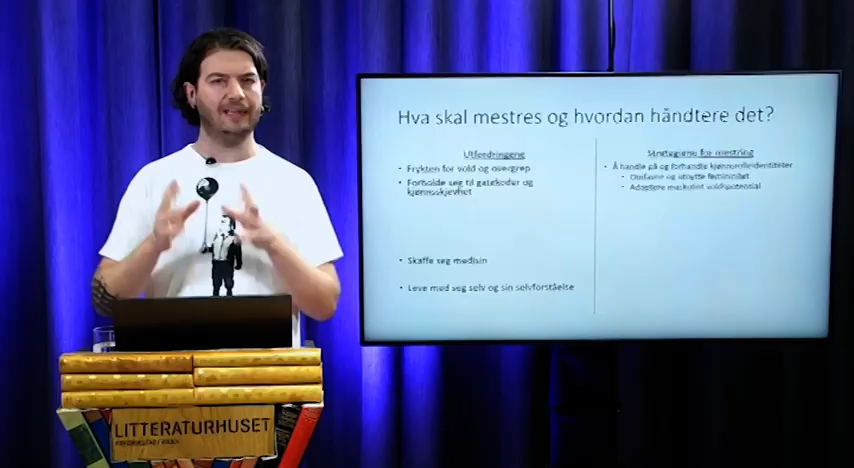 Hva skal mestres og hvordan håndtere det?
Utfordringene
• Frykten for vold og overgrep
• Forholde seg til gatekoder og
kjønnsskjevhet
• Skaffe seg medisin
• Leve med seg selv og sin selvforståelse
Strategiene for mestring
• Å handle på og forhandle kjønnsrolleidentiteter
• Omfavne og utnytte femininitet
• Adoptere maskulint voldspotensial
LITTERATURHUSET